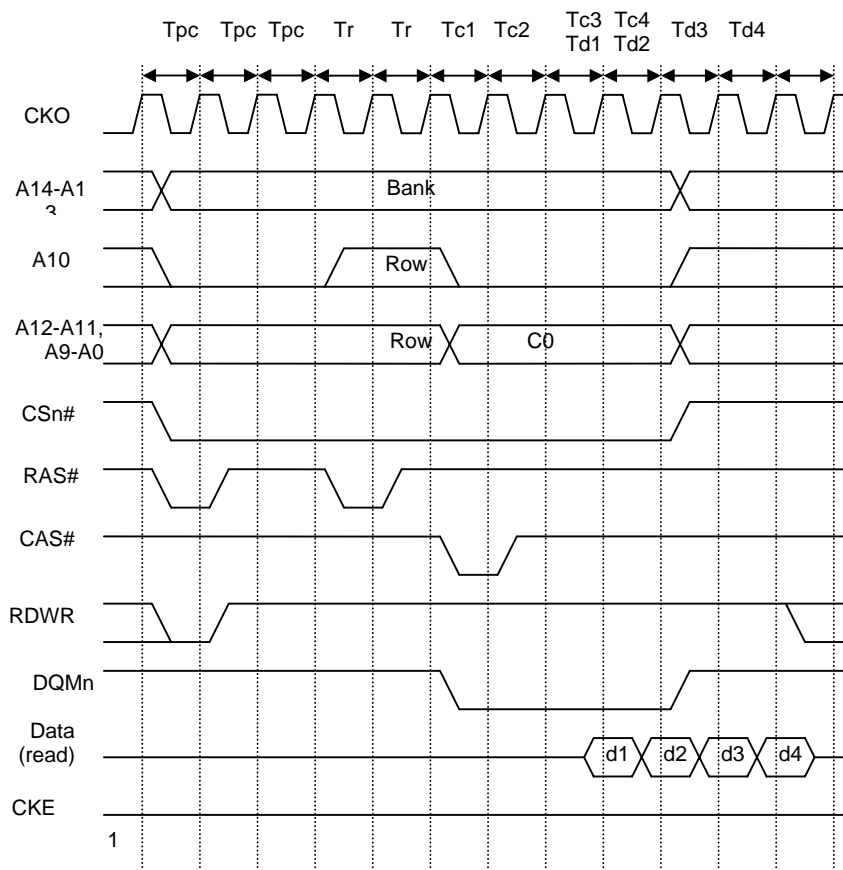 Tpc Tpc Tpc Tr Tr Tc1 Tc2 Tc3 Tc4 Td3 Td4
Td1 Td2
CKO
A14-A1
3
Bank
A10
Row
A12-A11,
A9-A0
Row
C0
CSn#
RAS#
CAS#
RDWR
DQMn
Data
(read)
d1 d2 d3 d4
CKE
1